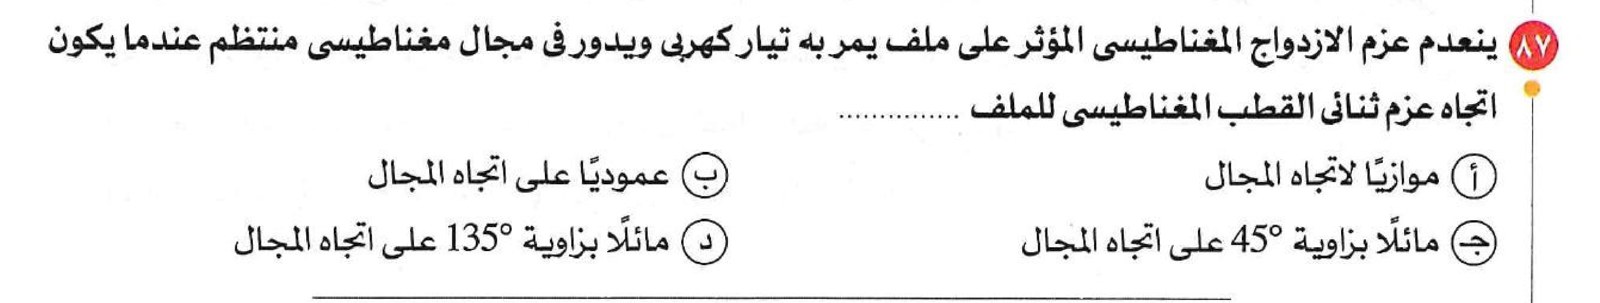 ٨٧ ينعدم عزم الازدواج المغناطيسى المؤثر على ملف يمر به تيار كهربى ويدور فى مجال مغناطيسى منتظم عندما يكون
اتجاه عزم ثنائى القطب المغناطيسى للملف ...............
أ موازيًا لاتجاه المجال
ب عموديًا على اتجاه المجال
جـ مائلًا بزاوية 45° على اتجاه المجال
د مائلًا بزاوية 135° على اتجاه المجال